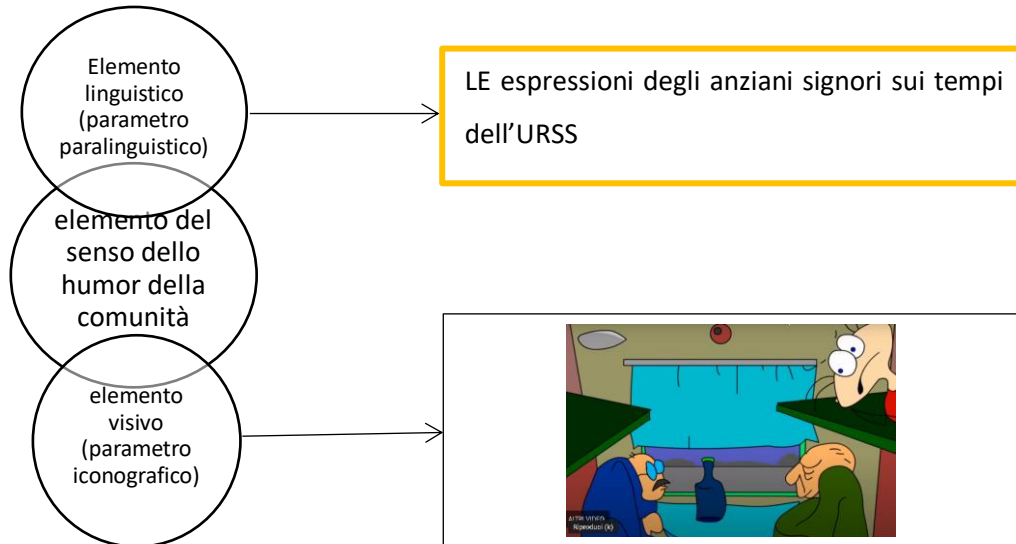 Elemento
linguistico
(parametro
paralinguistico)
LE espressioni degli anziani signori sui tempi
dell’URSS
elemento del
senso dello
humor della
comunità
elemento
visivo
(parametro
iconografico)
ALTRI VIDEO
Riproduci (k)